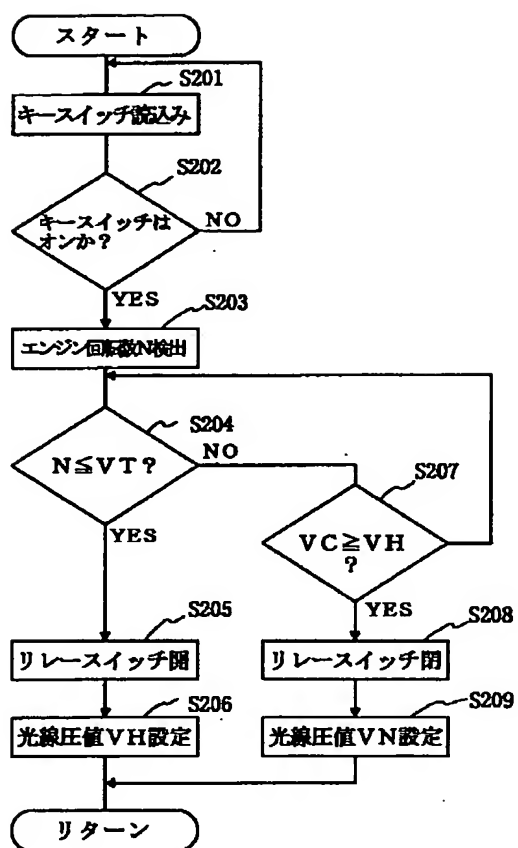 スタート
S201
キースイッチ読込み
S202
キースイッチは
オンか?
NO
YES
S203
エンジン回転数N検出
S204
N≦VT?
NO
S207
YES
VC≧VH
?
YES
S205
S208
リレースイッチ開
リレースイッチ閉
S206
S209
光線圧値VH設定
光線圧値VN設定
リターン